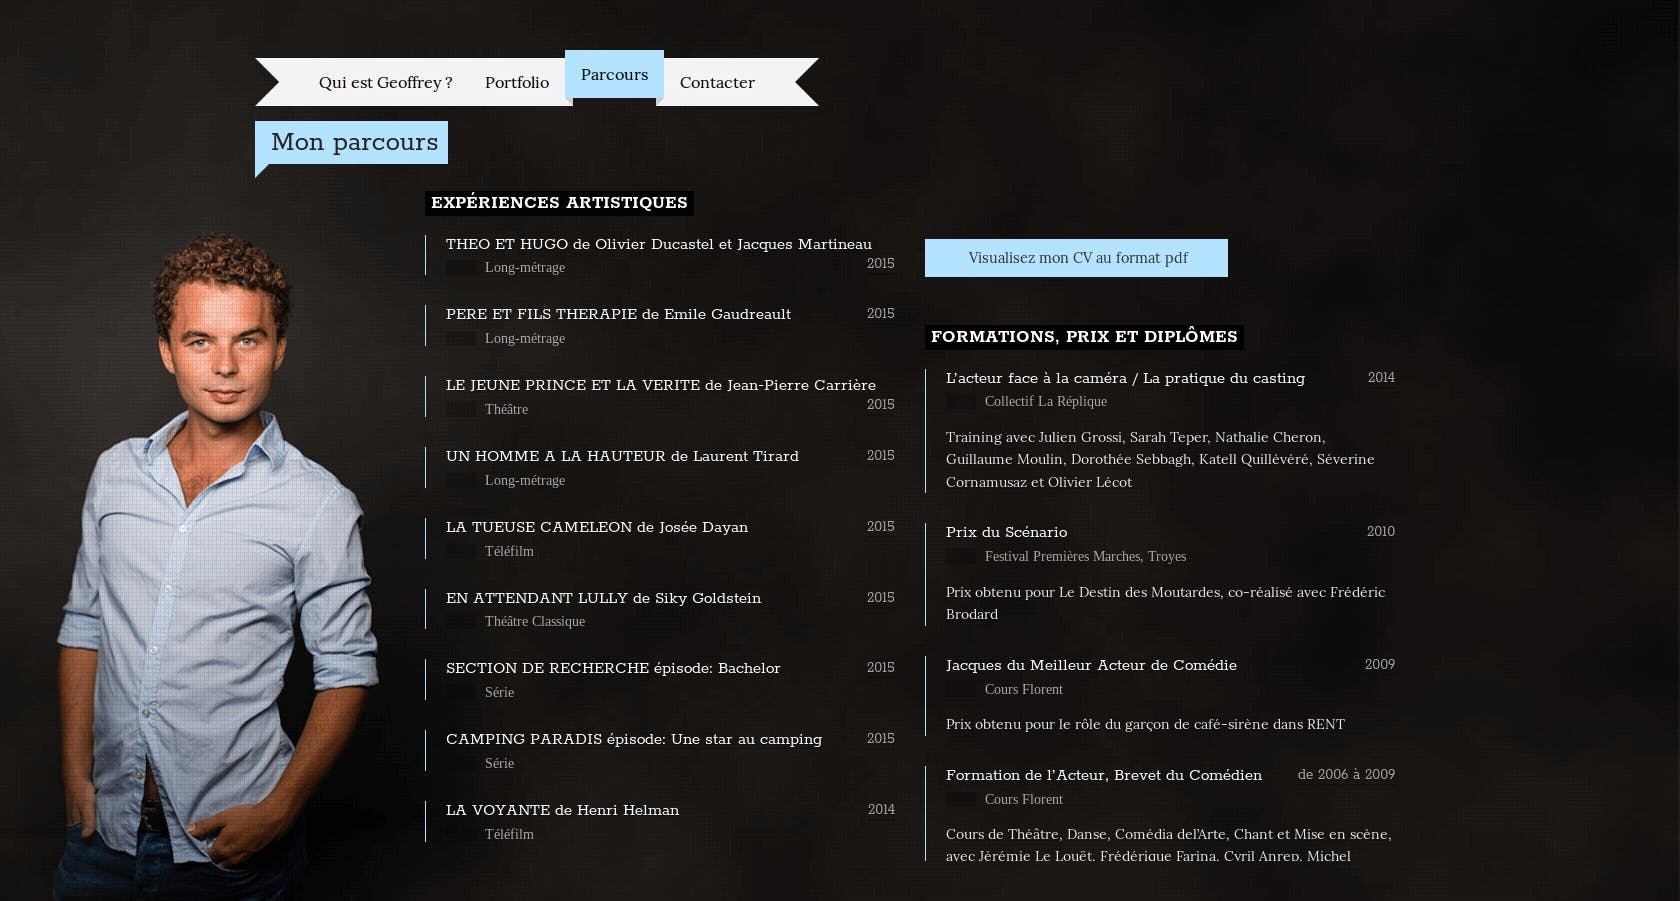 Qui est Geoffrey ?
Portfolio
Parcours
Contacter
Mon parcours
EXPÉRIENCES ARTISTIQUES
THEO ET HUGO de Olivier Ducastel et Jacques Martineau
2015
Long-métrage
PERE ET FILS THERAPIE de Emile Gaudreault
2015
Long-métrage
LE JEUNE PRINCE ET LA VERITE de Jean-Pierre Carrière
2015
Théâtre
UN HOMME A LA HAUTEUR de Laurent Tirard
2015
Long-métrage
LA TUEUSE CAMELEON de Josée Dayan
2015
Téléfilm
EN ATTENDANT LULLY de Siky Goldstein
2015
Théâtre Classique
SECTION DE RECHERCHE épisode: Bachelor
2015
Série
CAMPING PARADIS épisode: Une star au camping
2015
Série
LA VOYANTE de Henri Helman
2014
Téléfilm
Visualisez mon CV au format pdf
FORMATIONS, PRIX ET DIPLÔMES
L'acteur face à la caméra / La pratique du casting
2014
Collectif La Réplique
Training avec Julien Grossi, Sarah Teper, Nathalie Cheron,
Guillaume Moulin, Dorothée Sebbagh, Katell Quillévéré, Séverine
Cornamusaz et Olivier Lécot
Prix du Scénario
2010
Festival Premières Marches, Troyes
Prix obtenu pour Le Destin des Moutardes, co-réalisé avec Frédéric
Brodard
Jacques du Meilleur Acteur de Comédie
2009
Cours Florent
Prix obtenu pour le rôle du garçon de café-sirène dans RENT
Formation de l'Acteur, Brevet du Comédien
de 2006 à 2009
Cours Florent
Cours de Théâtre, Danse, Comédia del'Arte, Chant et Mise en scène,
avec Jérémie Le Louët, Frédérique Farina, Cyril Anrep, Michel